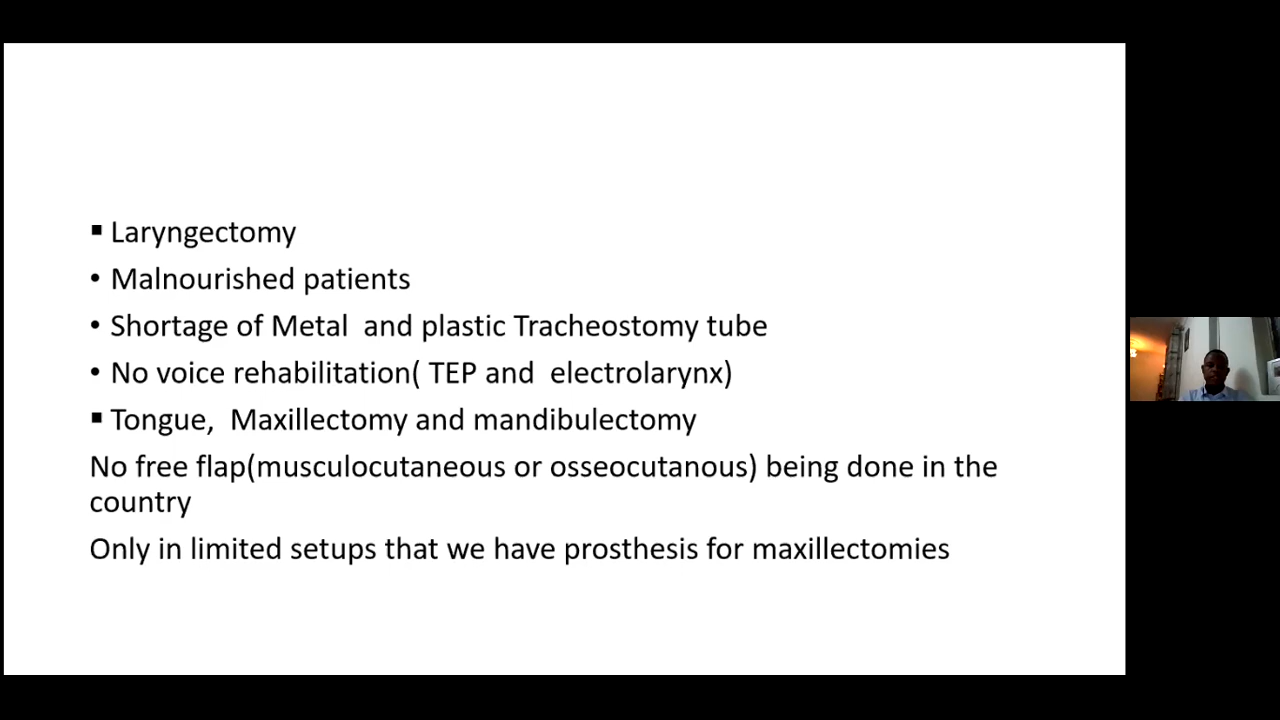 ▪ Laryngectomy
• Malnourished patients
• Shortage of Metal  and plastic Tracheostomy tube
• No voice rehabilitation( TEP and  electrolarynx)
▪ Tongue,  Maxillectomy and mandibulectomy
No free flap(musculocutaneous or osseocutanous) being done in the
country
Only in limited setups that we have prosthesis for maxillectomies